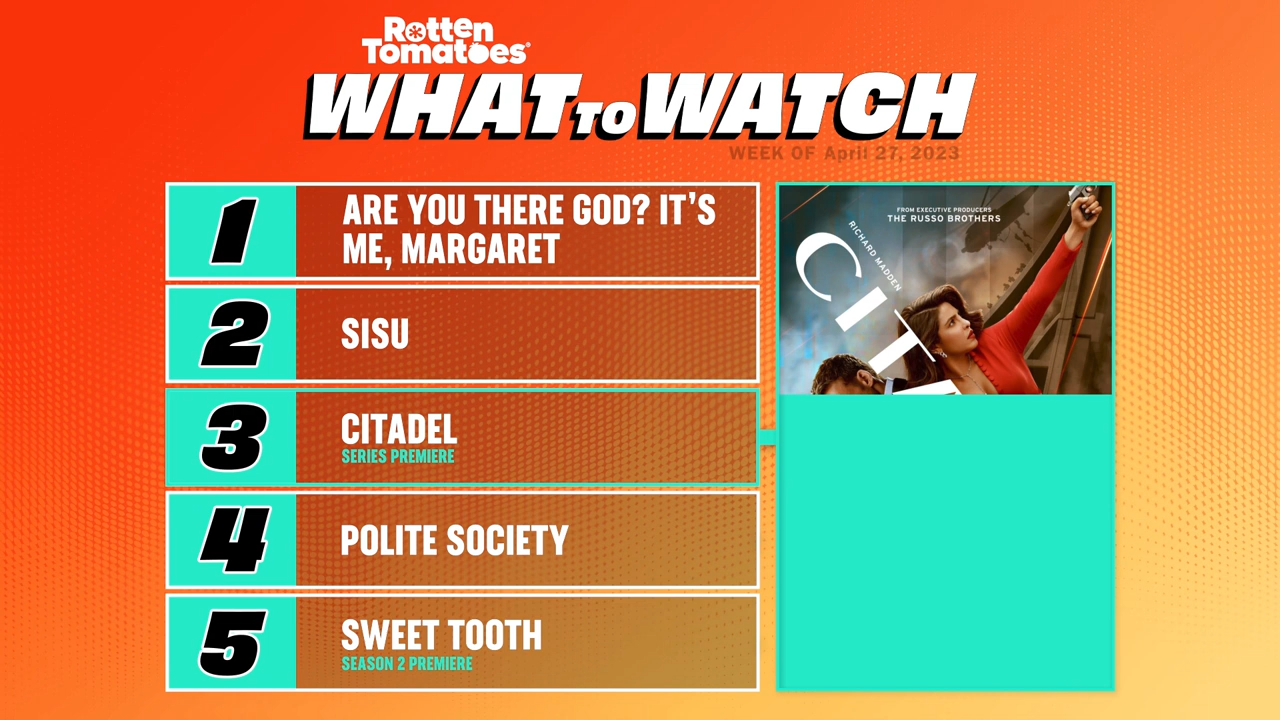 Rotten
Tomatoes®
WHAT TO WATCH
WEEK OF April 27, 2023
1
ARE YOU THERE GOD? IT'S
ME, MARGARET
2
SISU
3
CITADEL
SERIES PREMIERE
4
POLITE SOCIETY
5
SWEET TOOTH
SEASON 2 PREMIERE
FROM EXECUTIVE PRODUCERS
THE RUSSO BROTHERS
RICHARD MADDEN
CIT